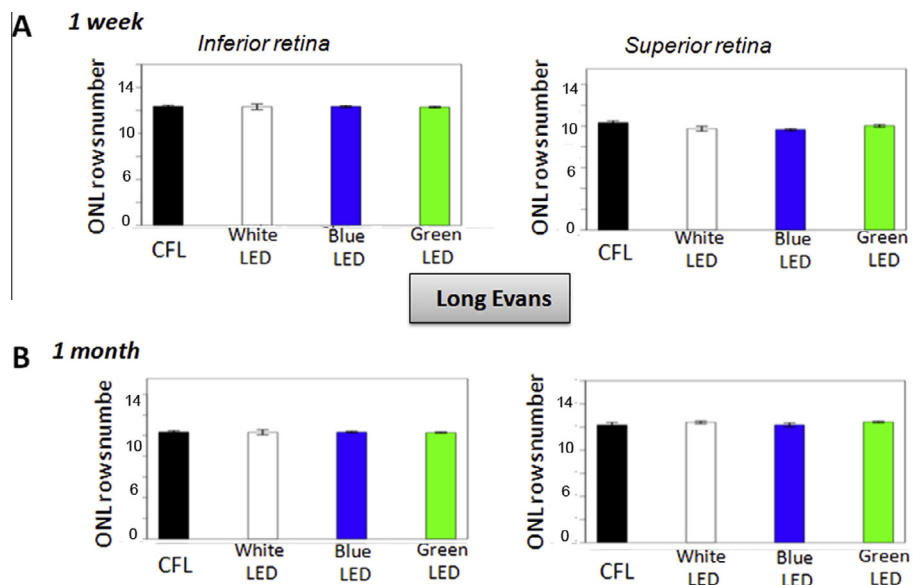 A 1 week
Inferior retina
Superior retina
ONL rowsnumber
14
10
6
0
CFL
White
LED
Blue
LED
Green
LED
ONL rowsnumber
14
10
6
0
CFL
White
LED
Blue
LED
Green
LED
Long Evans
B 1 month
ONL rowsnumbe
14
10
6
0
CFL
White
LED
Blue
LED
Green
LED
ONL rowsnumber
14
12
6
0
CFL
White
LED
Blue
LED
Green
LED